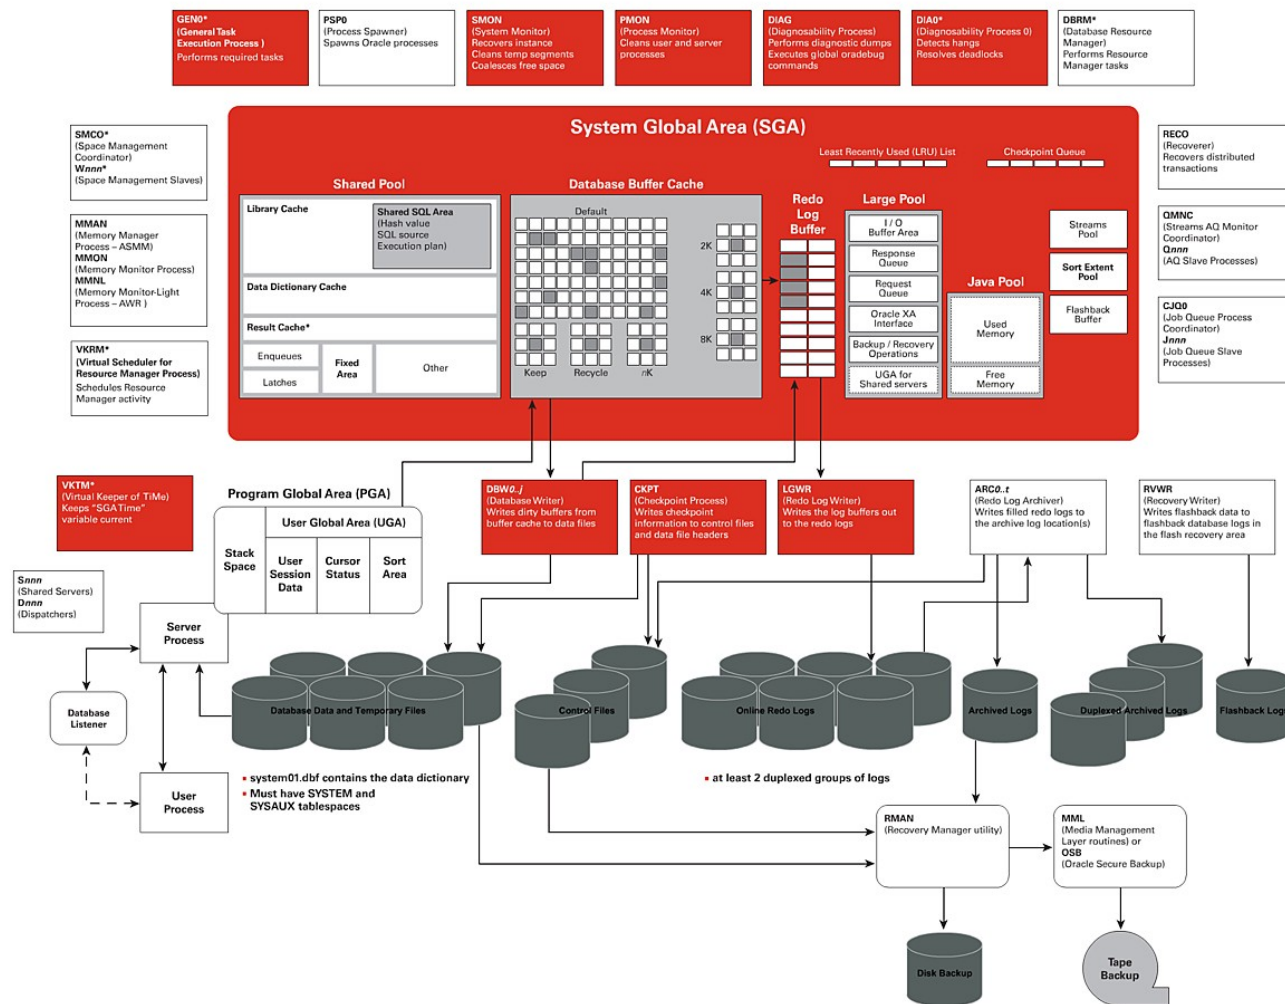 GEN0*
(General Task
Execution Process )
Performs required tasks
PSP0
(Process Spawner)
Spawns Oracle processes
SMON
(System Monitor)
Recovers instance
Cleans temp segments
Coalesces free space
PMON
(Process Monitor)
Cleans user and server
processes
DIAG
(Diagnosability Process)
Performs diagnostic dumps
Executes global oradebug
commands
DIA0*
(Diagnosability Process 0)
Detects hangs
Resolves deadlocks
DBRM*
(Database Resource
Manager)
Performs Resource
Manager tasks
SMCO*
(Space Management
Coordinator)
Wnnn*
(Space Management Slaves)
MMAN
(Memory Manager
Process – ASMM)
MMON
(Memory Monitor Process)
MMNL
(Memory Monitor-Light
Process – AWR )
VKRM*
(Virtual Scheduler for
Resource Manager Process)
Schedules Resource
Manager activity
System Global Area (SGA)
Least Recently Used (LRU) List
Checkpoint Queue
Shared Pool
Library Cache
Shared SQL Area
(Hash value
SQL source
Execution plan)
Data Dictionary Cache
Result Cache*
Enqueues
Latches
Fixed
Area
Other
Database Buffer Cache
Default
2K
4K
8K
Keep
Recycle
nK
Redo
Log
Buffer
Large Pool
I / O
Buffer Area
Response
Queue
Request
Queue
Oracle XA
Interface
Backup / Recovery
Operations
UGA for
Shared servers
Java Pool
Used
Memory
Free
Memory
Streams
Pool
Sort Extent
Pool
Flashback
Buffer
RECO
(Recoverer)
Recovers distributed
transactions
QMNC
(Streams AQ Monitor
Coordinator)
Qnnn
(AQ Slave Processes)
CJQ0
(Job Queue Process
Coordinator)
Jnnn
(Job Queue Slave
Processes)
VKTM*
(Virtual Keeper of TiMe)
Keeps “SGA Time”
variable current
Program Global Area (PGA)
User Global Area (UGA)
Stack
Space
User
Session
Data
Cursor
Status
Sort
Area
DBW0..j
(Database Writer)
Writes dirty buffers from
buffer cache to data files
CKPT
(Checkpoint Process)
Writes checkpoint
information to control files
and data file headers
LGWR
(Redo Log Writer)
Writes the log buffers out
to the redo logs
ARC0..t
(Redo Log Archiver)
Writes filled redo logs to
the archive log location(s)
RVWR
(Recovery Writer)
Writes flashback data to
flashback database logs in
the flash recovery area
Snnn
(Shared Servers)
Dnnn
(Dispatchers)
Server
Process
Database
Listener
User
Process
Database Data and Temporary Files
Control Files
Online Redo Logs
Archived Logs
Duplexed Archived Logs
Flashback Logs
▪ system01.dbf contains the data dictionary
▪ Must have SYSTEM and
SYSAUX tablespaces
▪ at least 2 duplexed groups of logs
RMAN
(Recovery Manager utility)
MML
(Media Management
Layer routines) or
OSB
(Oracle Secure Backup)
Disk Backup
Tape
Backup